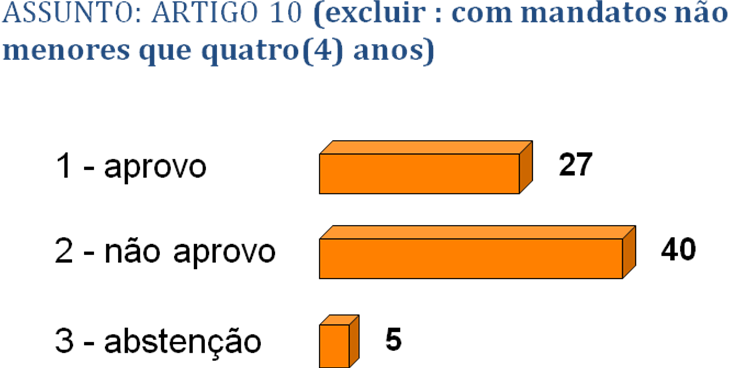 ASSUNTO: ARTIGO 10 (excluir : com mandatos não
menores que quatro(4) anos)
1 - aprovo 27
2 - não aprovo 40
3 - abstenção 5